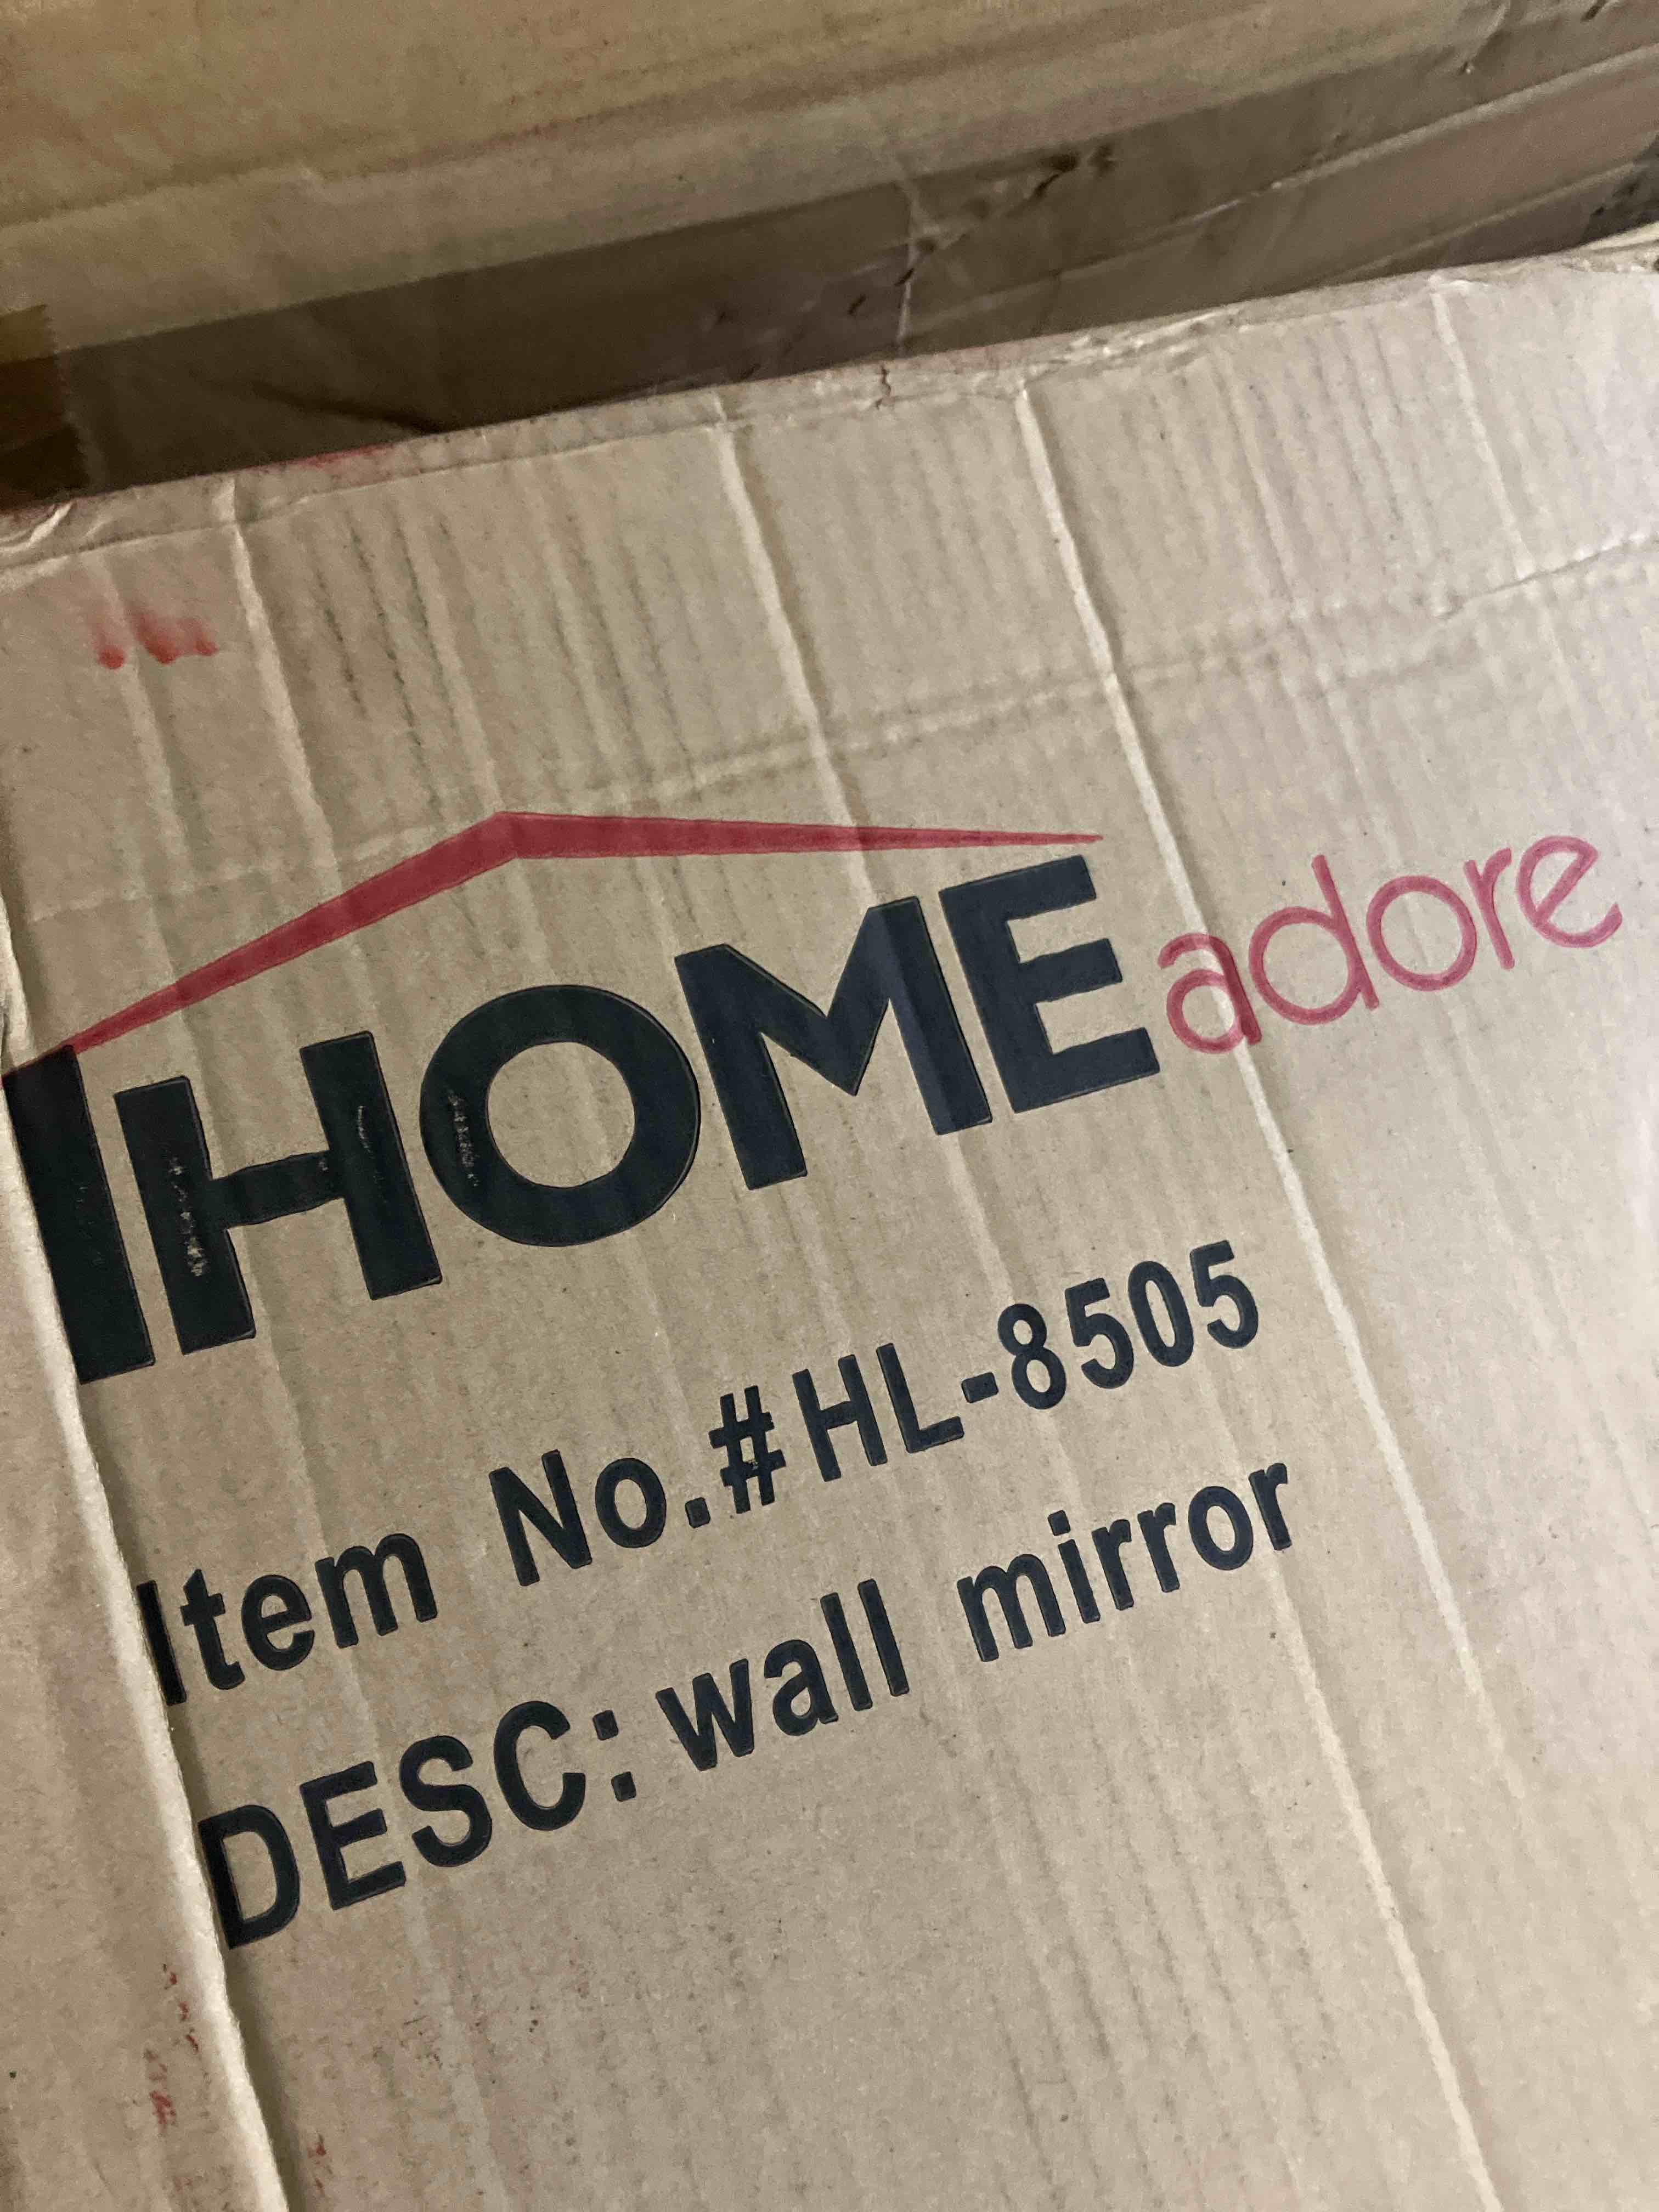 HOME adore
Item No.#HL-8505
DESC: wall mirror